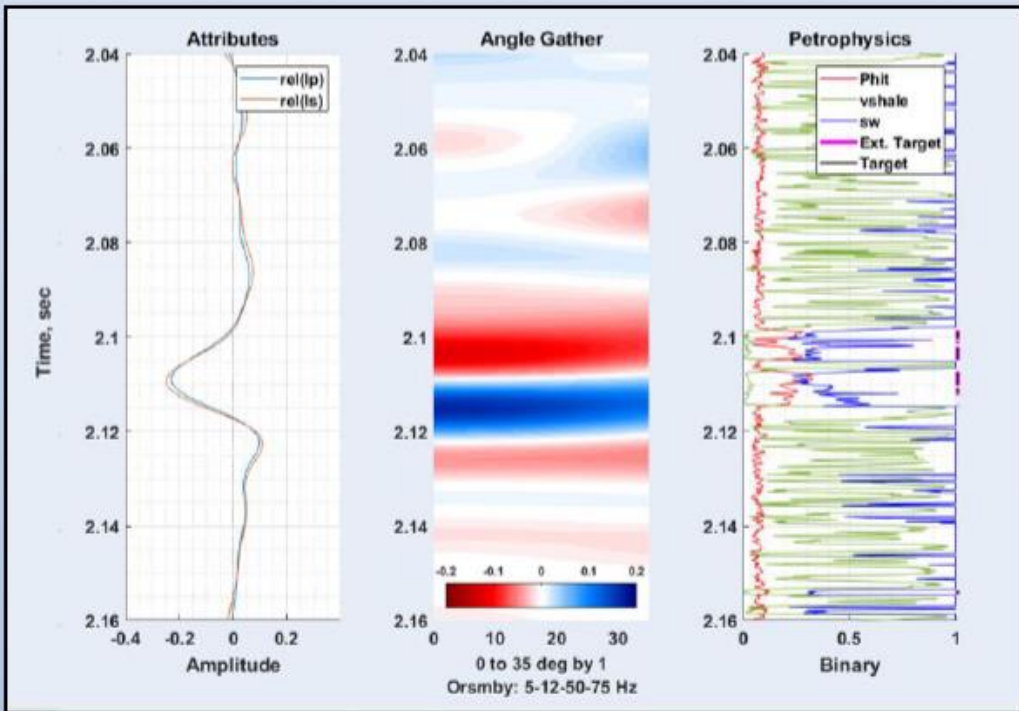 Attributes
Angle Gather
Petrophysics
2.04
2.06
2.08
2.1
2.12
2.14
2.16
Time, sec
rel(Ip)
rel(Is)
-0.4
-0.2
0
0.2
Amplitude
2.04
2.06
2.08
2.1
2.12
2.14
2.16
-0.2
-0.1
0
0.1
0.2
0
10
20
30
0 to 35 deg by 1
Orsmby: 5-12-50-75 Hz
2.04
2.06
2.08
2.1
2.12
2.14
2.16
Phit
vshale
sw
Ext. Target
Target
0
0.5
1
Binary